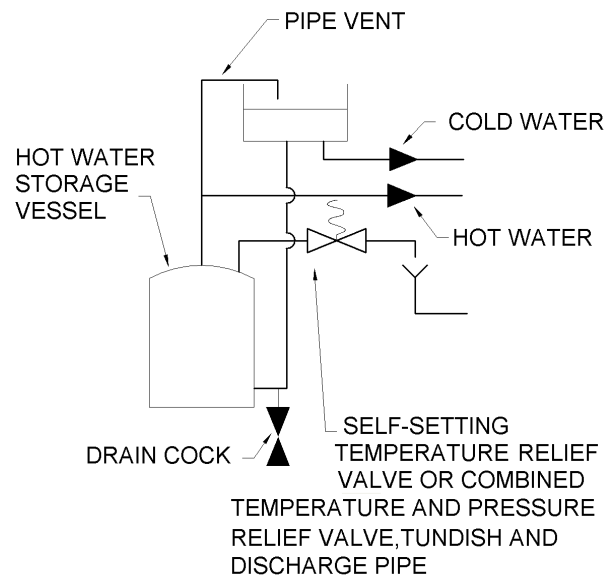 PIPE VENT
COLD WATER
HOT WATER
STORAGE
VESSEL
HOT WATER
DRAIN COCK
SELF-SETTING
TEMPERATURE RELIEF
VALVE OR COMBINED
TEMPERATURE AND PRESSURE
RELIEF VALVE,TUNDISH AND
DISCHARGE PIPE